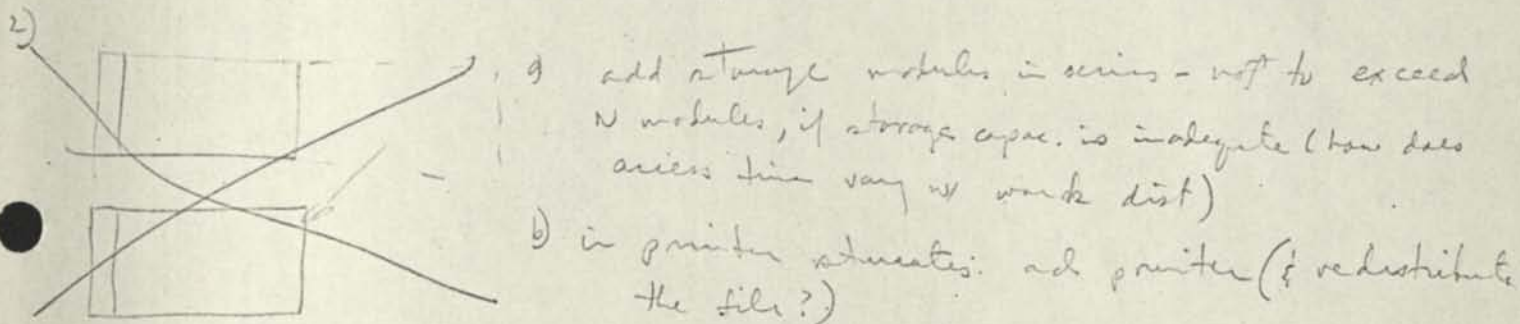 2)
a) add storage modules in series - not to exceed
N modules, if storage capac. is inadequate (how does
access time vary w/ work dist)
b) if printer saturates: add printer (& redistribute
the file?)